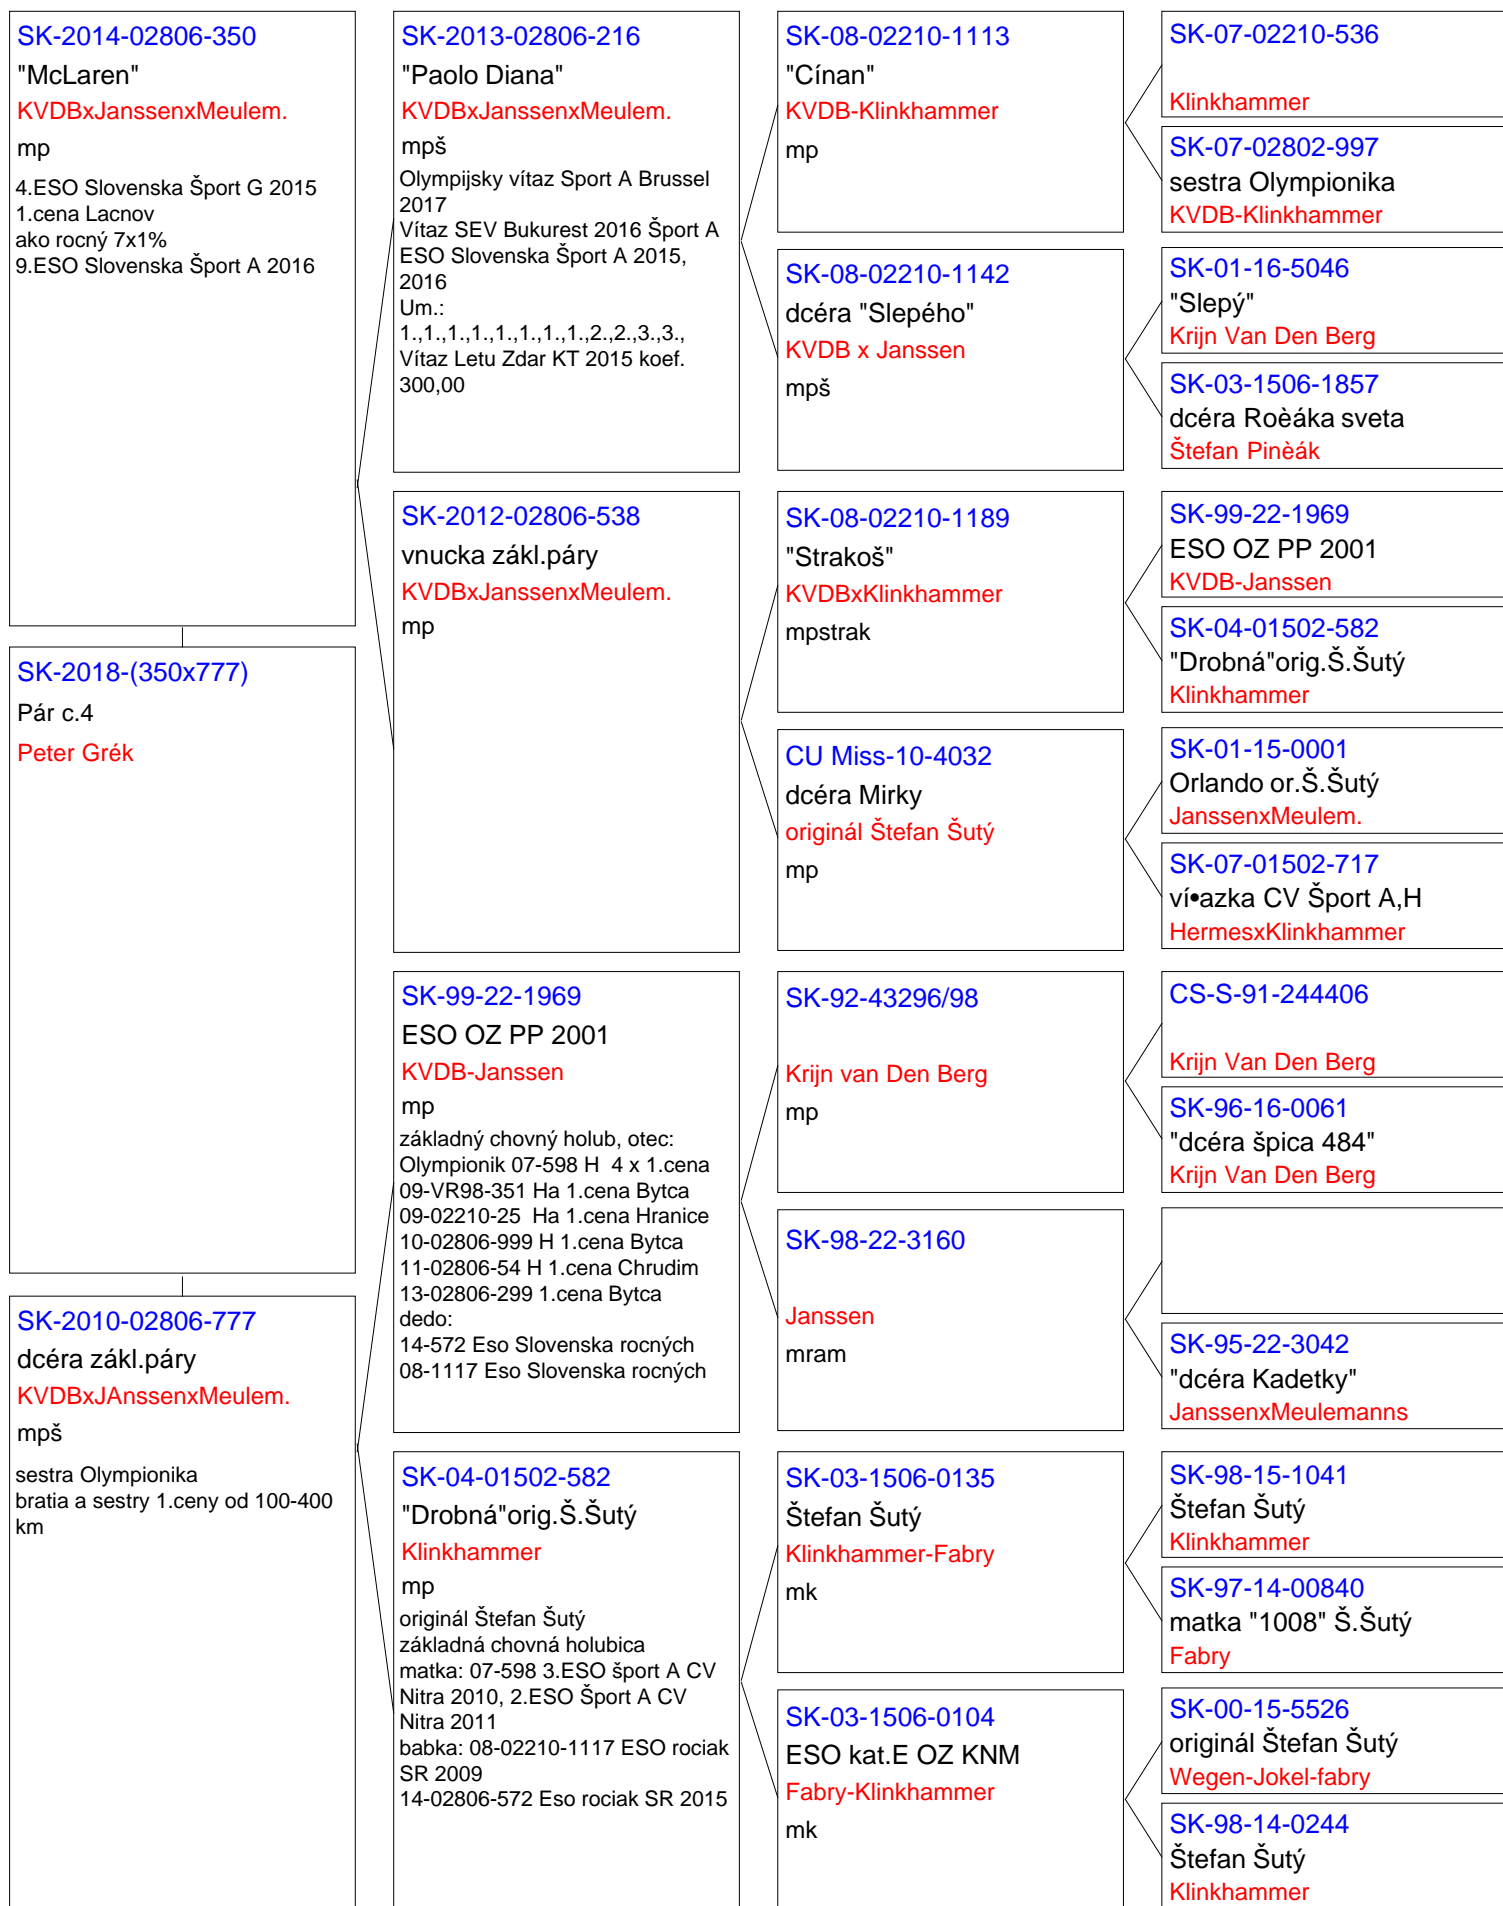 SK-2014-02806-350
"McLaren"
KVDBxJanssenxMeulem.
mp
4.ESO Slovenska Šport G 2015
1.cena Lacnov
ako rocný 7x1%
9.ESO Slovenska Šport A 2016
SK-2018-(350x777)
Pár c.4
Peter Grék
SK-2010-02806-777
dcéra zákl.páry
KVDBxJAnssenxMeulem.
mpš
sestra Olympionika
bratia a sestry 1.ceny od 100-400
km
SK-2013-02806-216
"Paolo Diana"
KVDBxJanssenxMeulem.
mpš
Olympijsky vítaz Sport A Brussel
2017
Vítaz SEV Bukurest 2016 Šport A
ESO Slovenska Šport A 2015,
2016
Um.:
1.,1.,1.,1.,1.,1.,1.,1.,2.,2.,3.,3.,
Vítaz Letu Zdar KT 2015 koef.
300,00
SK-2012-02806-538
vnucka zákl.páry
KVDBxJanssenxMeulem.
mp
SK-99-22-1969
ESO OZ PP 2001
KVDB-Janssen
mp
základný chovný holub, otec:
Olympionik 07-598 H  4 x 1.cena
09-VR98-351 Ha 1.cena Bytca
09-02210-25  Ha 1.cena Hranice
10-02806-999 H 1.cena Bytca
11-02806-54 H 1.cena Chrudim
13-02806-299 1.cena Bytca
dedo:
14-572 Eso Slovenska rocných
08-1117 Eso Slovenska rocných
SK-04-01502-582
"Drobná"orig.Š.Šutý
Klinkhammer
mp
originál Štefan Šutý
základná chovná holubica
matka: 07-598 3.ESO šport A CV
Nitra 2010, 2.ESO Šport A CV
Nitra 2011
babka: 08-02210-1117 ESO rociak
SR 2009
14-02806-572 Eso rociak SR 2015
SK-08-02210-1113
"Cínan"
KVDB-Klinkhammer
mp
SK-08-02210-1142
dcéra "Slepého"
KVDB x Janssen
mpš
SK-08-02210-1189
"Strakoš"
KVDBxKlinkhammer
mpstrak
CU Miss-10-4032
dcéra Mirky
originál Štefan Šutý
mp
SK-92-43296/98
Krijn van Den Berg
mp
SK-98-22-3160
Janssen
mram
SK-03-1506-0135
Štefan Šutý
Klinkhammer-Fabry
mk
SK-03-1506-0104
ESO kat.E OZ KNM
Fabry-Klinkhammer
mk
SK-07-02210-536
Klinkhammer
SK-07-02802-997
sestra Olympionika
KVDB-Klinkhammer
SK-01-16-5046
"Slepý"
Krijn Van Den Berg
SK-03-1506-1857
dcéra Roèáka sveta
Štefan Pinèák
SK-99-22-1969
ESO OZ PP 2001
KVDB-Janssen
SK-04-01502-582
"Drobná"orig.Š.Šutý
Klinkhammer
SK-01-15-0001
Orlando or.Š.Šutý
JanssenxMeulem.
SK-07-01502-717
ví•azka CV Šport A,H
HermesxKlinkhammer
CS-S-91-244406
Krijn Van Den Berg
SK-96-16-0061
"dcéra špica 484"
Krijn Van Den Berg
SK-95-22-3042
"dcéra Kadetky"
JanssenxMeulemanns
SK-98-15-1041
Štefan Šutý
Klinkhammer
SK-97-14-00840
matka "1008" Š.Šutý
Fabry
SK-00-15-5526
originál Štefan Šutý
Wegen-Jokel-fabry
SK-98-14-0244
Štefan Šutý
Klinkhammer